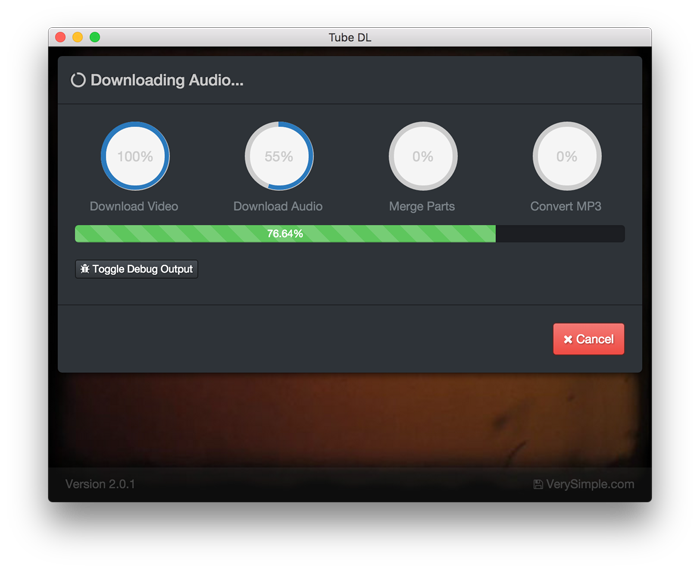 Tube DL
Downloading Audio...
100% 55% 0% 0%
Download Video Download Audio Merge Parts Convert MP3
76.64%
Toggle Debug Output
Cancel
Version 2.0.1 VerySimple.com